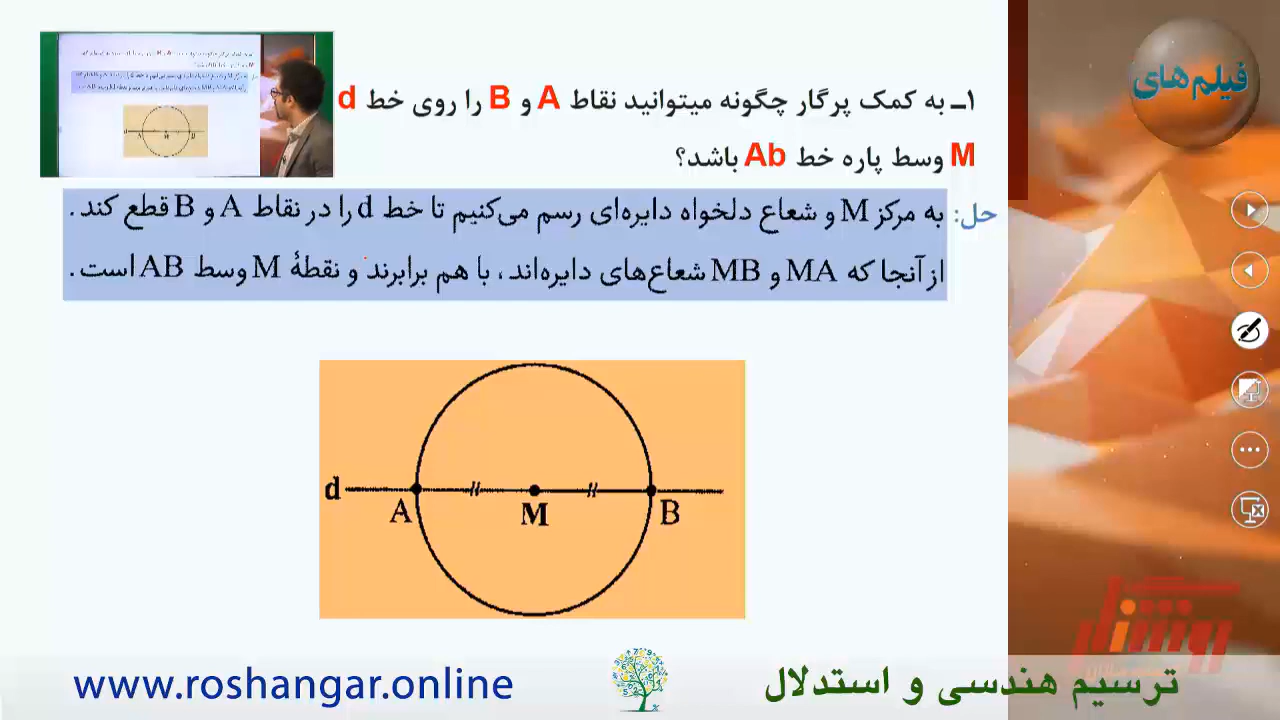 فیلم های
۱ـ به کمک پرگار چگونه میتوانید نقاط A و B را روی خط d
M وسط پاره خط Ab باشد؟
حل: به مرکز M و شعاع دلخواه دایره‌ای رسم می‌کنیم تا خط d را در نقاط A و B قطع کند.
از آنجا که MA و MB شعاع‌های دایره‌اند، با هم برابرند و نقطهٔ M وسط AB است.
d
A
M
B
روشنگر
www.roshangar.online
ترسیم هندسی و استدلال